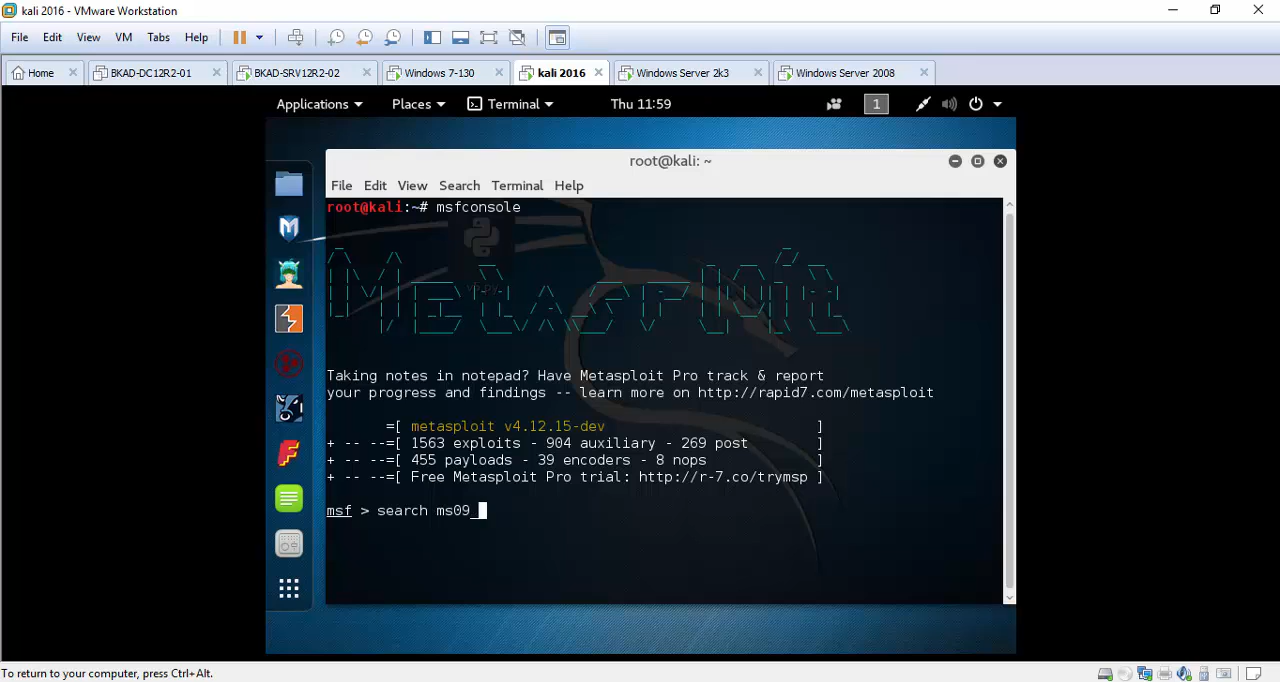 kali 2016 - VMware Workstation
File Edit View VM Tabs Help
Home BKAD-DC12R2-01 BKAD-SRV12R2-02 Windows 7-130 kali 2016 Windows Server 2k3 Windows Server 2008
Applications Places Terminal Thu 11:59 1
root@kali: ~
File Edit View Search Terminal Help
root@kali:~# msfconsole
Metasploit
Taking notes in notepad? Have Metasploit Pro track & report
your progress and findings -- learn more on http://rapid7.com/metasploit
=[ metasploit v4.12.15-dev ]
+ -- --=[ 1563 exploits - 904 auxiliary - 269 post ]
+ -- --=[ 455 payloads - 39 encoders - 8 nops ]
+ -- --=[ Free Metasploit Pro trial: http://r-7.co/trymsp ]
msf > search ms09_
To return to your computer, press Ctrl+Alt.